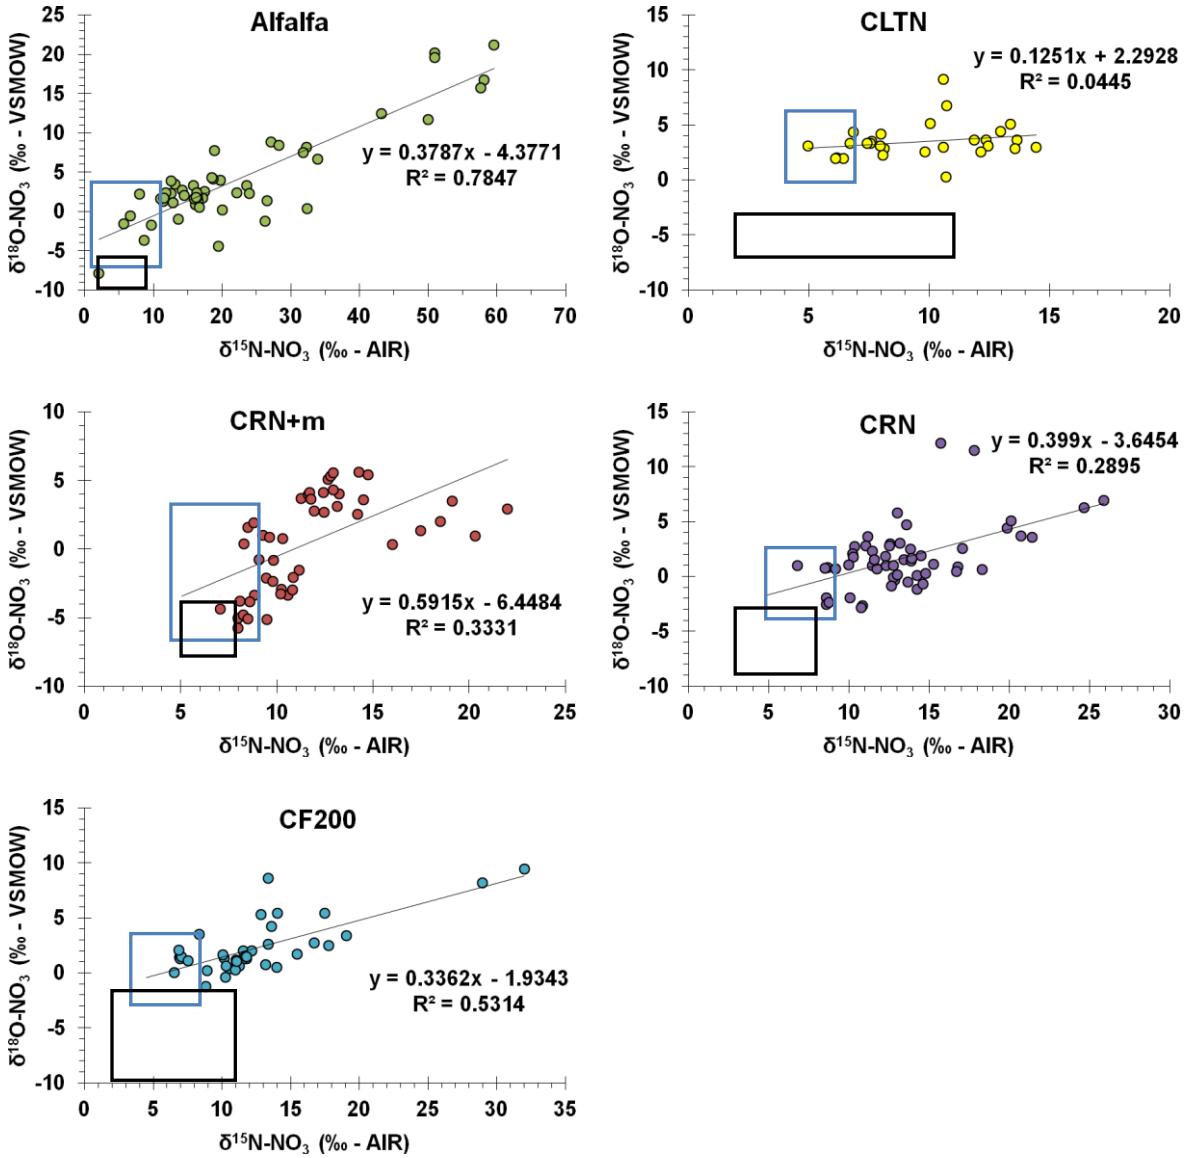 Alfalfa
25
20
15
10
5
0
-5
-10
δ¹⁸O-NO₃ (‰ - VSMOW)
y = 0.3787x - 4.3771
R² = 0.7847
0 10 20 30 40 50 60 70
δ¹⁵N-NO₃ (‰ - AIR)
CLTN
15
10
5
0
-5
-10
δ¹⁸O-NO₃ (‰ - VSMOW)
y = 0.1251x + 2.2928
R² = 0.0445
0 5 10 15 20
δ¹⁵N-NO₃ (‰ - AIR)
CRN+m
10
5
0
-5
-10
δ¹⁸O-NO₃ (‰ - VSMOW)
y = 0.5915x - 6.4484
R² = 0.3331
0 5 10 15 20 25
δ¹⁵N-NO₃ (‰ - AIR)
CRN
15
10
5
0
-5
-10
δ¹⁸O-NO₃ (‰ - VSMOW)
y = 0.399x - 3.6454
R² = 0.2895
0 5 10 15 20 25 30
δ¹⁵N-NO₃ (‰ - AIR)
CF200
15
10
5
0
-5
-10
δ¹⁸O-NO₃ (‰ - VSMOW)
y = 0.3362x - 1.9343
R² = 0.5314
0 5 10 15 20 25 30 35
δ¹⁵N-NO₃ (‰ - AIR)